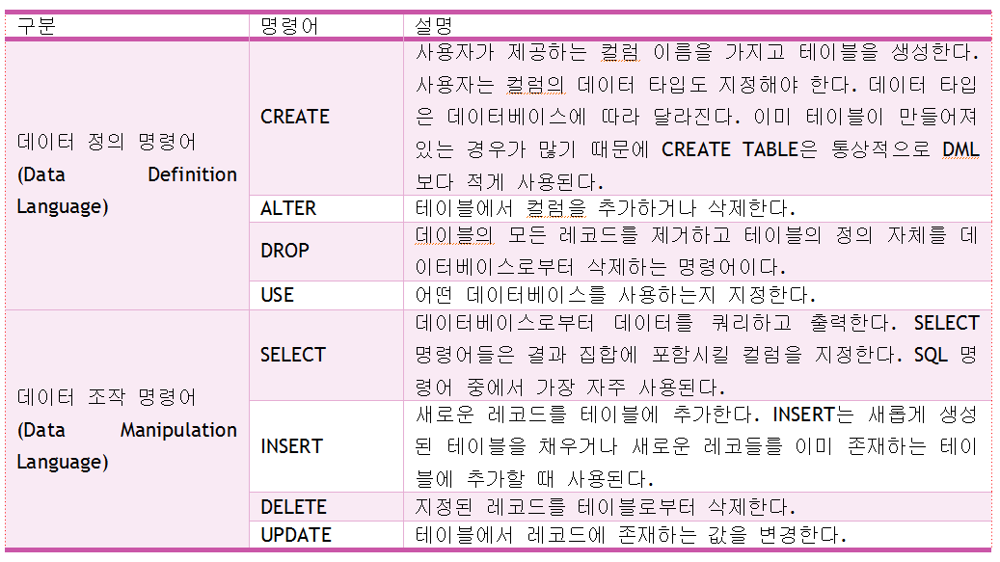 구분 명령어 설명
데이터 정의 명령어
(Data Definition
Language)
CREATE
사용자가 제공하는 컬럼 이름을 가지고 테이블을 생성한다.
사용자는 컬럼의 데이터 타입도 지정해야 한다. 데이터 타입
은 데이터베이스에 따라 달라진다. 이미 테이블이 만들어져
있는 경우가 많기 때문에 CREATE TABLE은 통상적으로 DML
보다 적게 사용된다.
ALTER
테이블에서 컬럼을 추가하거나 삭제한다.
DROP
데이블의 모든 레코드를 제거하고 테이블의 정의 자체를 데
이터베이스로부터 삭제하는 명령어이다.
USE
어떤 데이터베이스를 사용하는지 지정한다.
데이터 조작 명령어
(Data Manipulation
Language)
SELECT
데이터베이스로부터 데이터를 쿼리하고 출력한다. SELECT
명령어들은 결과 집합에 포함시킬 컬럼을 지정한다. SQL 명
령어 중에서 가장 자주 사용된다.
INSERT
새로운 레코드를 테이블에 추가한다. INSERT는 새롭게 생성
된 테이블을 채우거나 새로운 레코들를 이미 존재하는 테이
블에 추가할 때 사용된다.
DELETE
지정된 레코드를 테이블로부터 삭제한다.
UPDATE
테이블에서 레코드에 존재하는 값을 변경한다.